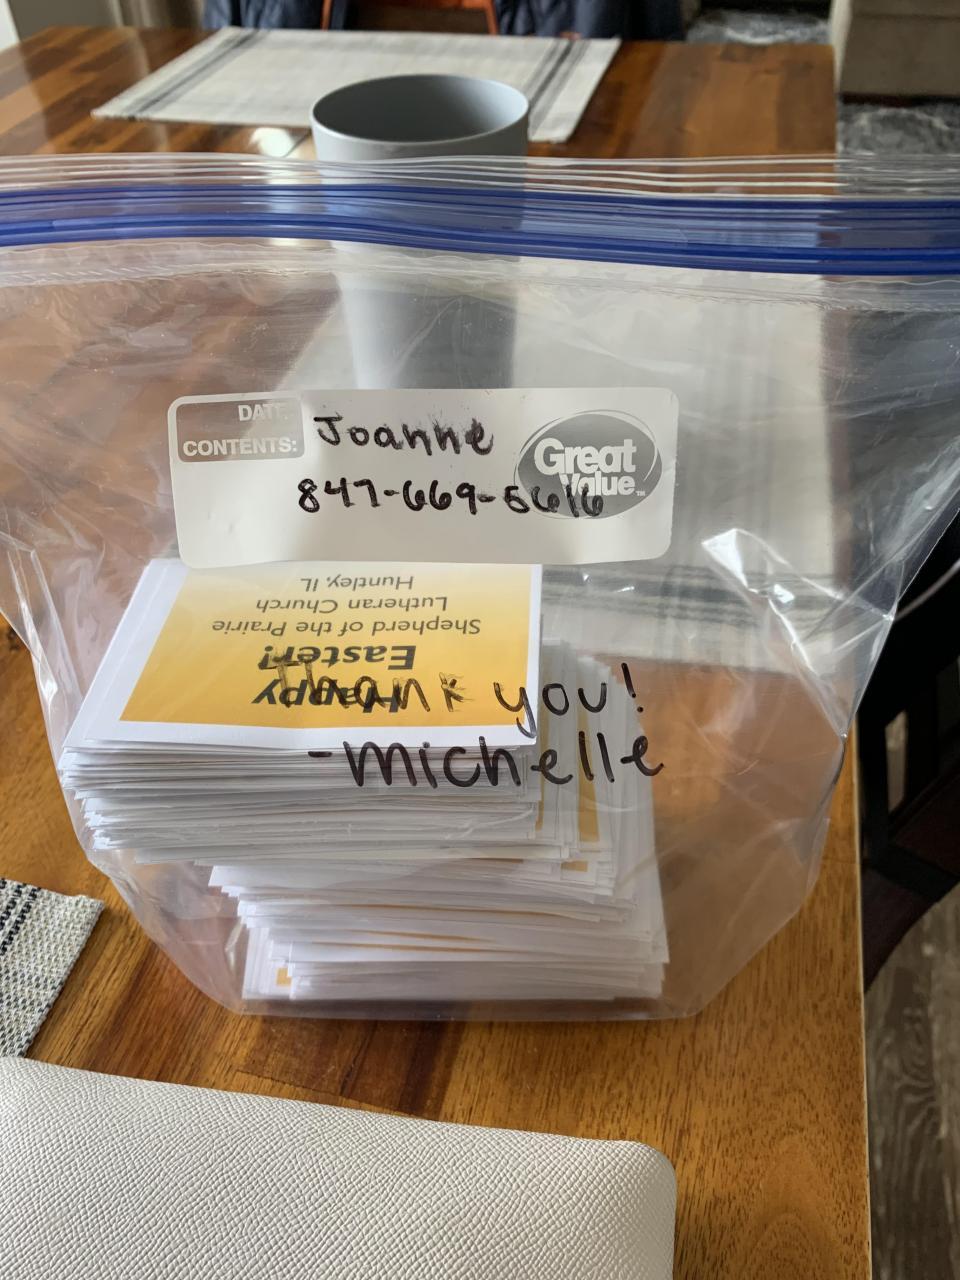 DATE:
CONTENTS:
Joanne
Great
Value™
847-669-5616
Thank you!
-Michelle
Happy
Easter!
Shepherd of the Prairie
Lutheran Church
Huntley, IL